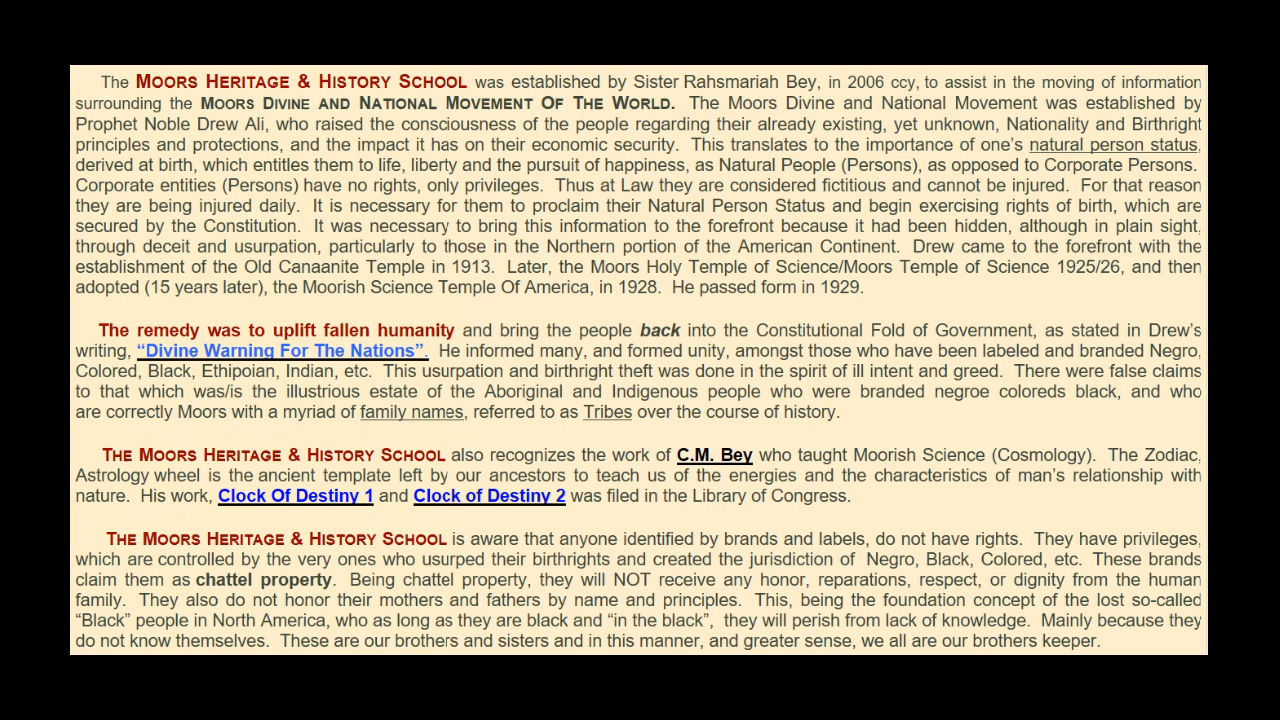 The MOORS HERITAGE & HISTORY SCHOOL was established by Sister Rahsmariah Bey, in 2006 ccy, to assist in the moving of information
surrounding the MOORS DIVINE AND NATIONAL MOVEMENT OF THE WORLD. The Moors Divine and National Movement was established by
Prophet Noble Drew Ali, who raised the consciousness of the people regarding their already existing, yet unknown, Nationality and Birthright
principles and protections, and the impact it has on their economic security. This translates to the importance of one's natural person status,
derived at birth, which entitles them to life, liberty and the pursuit of happiness, as Natural People (Persons), as opposed to Corporate Persons.
Corporate entities (Persons) have no rights, only privileges. Thus at Law they are considered fictitious and cannot be injured. For that reason
they are being injured daily. It is necessary for them to proclaim their Natural Person Status and begin exercising rights of birth, which are
secured by the Constitution. It was necessary to bring this information to the forefront because it had been hidden, although in plain sight,
through deceit and usurpation, particularly to those in the Northern portion of the American Continent. Drew came to the forefront with the
establishment of the Old Canaanite Temple in 1913. Later, the Moors Holy Temple of Science/Moors Temple of Science 1925/26, and then
adopted (15 years later), the Moorish Science Temple Of America, in 1928. He passed form in 1929.
The remedy was to uplift fallen humanity and bring the people back into the Constitutional Fold of Government, as stated in Drew's
writing, “Divine Warning For The Nations”. He informed many, and formed unity, amongst those who have been labeled and branded Negro,
Colored, Black, Ethipoian, Indian, etc. This usurpation and birthright theft was done in the spirit of ill intent and greed. There were false claims
to that which was/is the illustrious estate of the Aboriginal and Indigenous people who were branded negroe coloreds black, and who
are correctly Moors with a myriad of family names, referred to as Tribes over the course of history.
THE MOORS HERITAGE & HISTORY SCHOOL also recognizes the work of C.M. Bey who taught Moorish Science (Cosmology). The Zodiac,
Astrology wheel is the ancient template left by our ancestors to teach us of the energies and the characteristics of man's relationship with
nature. His work, Clock Of Destiny 1 and Clock of Destiny 2 was filed in the Library of Congress.
THE MOORS HERITAGE & HISTORY SCHOOL is aware that anyone identified by brands and labels, do not have rights. They have privileges,
which are controlled by the very ones who usurped their birthrights and created the jurisdiction of Negro, Black, Colored, etc. These brands
claim them as chattel property. Being chattel property, they will NOT receive any honor, reparations, respect, or dignity from the human
family. They also do not honor their mothers and fathers by name and principles. This, being the foundation concept of the lost so-called
“Black” people in North America, who as long as they are black and “in the black”, they will perish from lack of knowledge. Mainly because they
do not know themselves. These are our brothers and sisters and in this manner, and greater sense, we all are our brothers keeper.